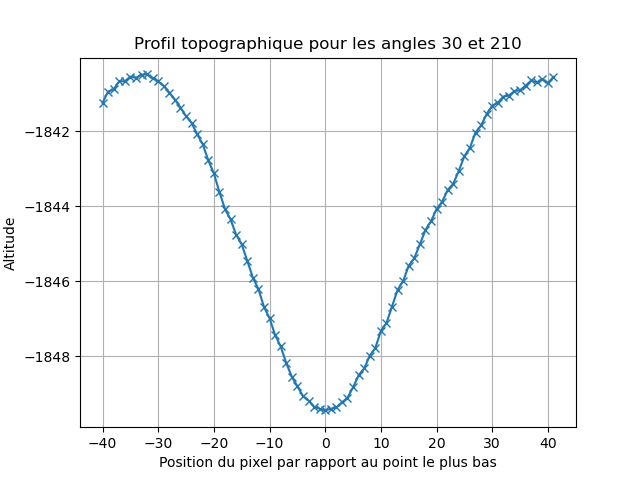 Profil topographique pour les angles 30 et 210
Altitude
−1842
−1844
−1846
−1848
−40 −30 −20 −10 0 10 20 30 40
Position du pixel par rapport au point le plus bas